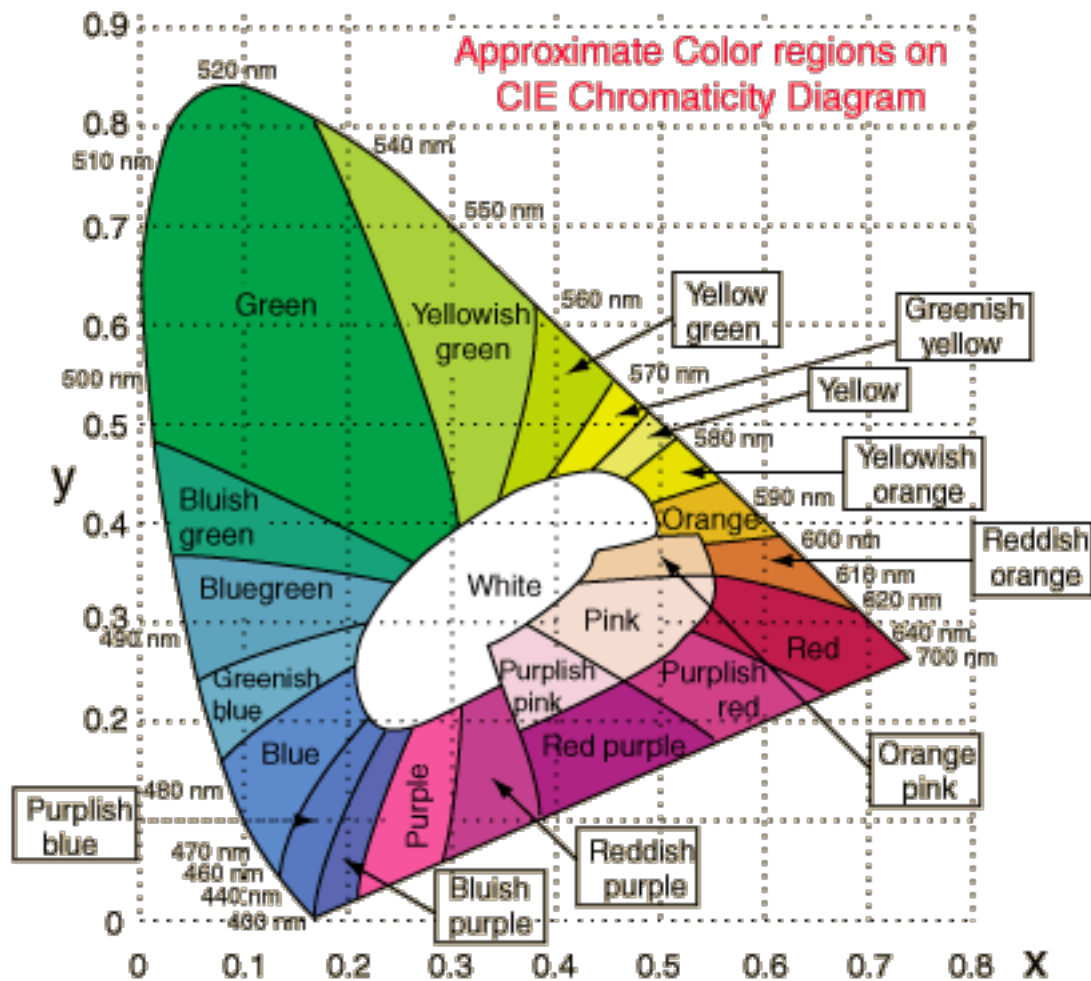 Approximate Color regions on
CIE Chromaticity Diagram
0.9
0.8
0.7
0.6
0.5
y
0.4
0.3
0.2
0.1
0
520 nm
540 nm
510 nm
550 nm
560 nm
500 nm
570 nm
580 nm
590 nm
600 nm
610 nm
620 nm
640 nm
700 nm
490 nm
480 nm
470 nm
460 nm
440 nm
400 nm
Green
Yellowish
green
Yellow
green
Greenish
yellow
Yellow
Yellowish
orange
Orange
Reddish
orange
Bluish
green
Bluegreen
Greenish
blue
Blue
White
Pink
Red
Purplish
pink
Purplish
red
Red purple
Orange
pink
Purple
Purplish
blue
Reddish
purple
Bluish
purple
0
0.1
0.2
0.3
0.4
0.5
0.6
0.7
0.8
x